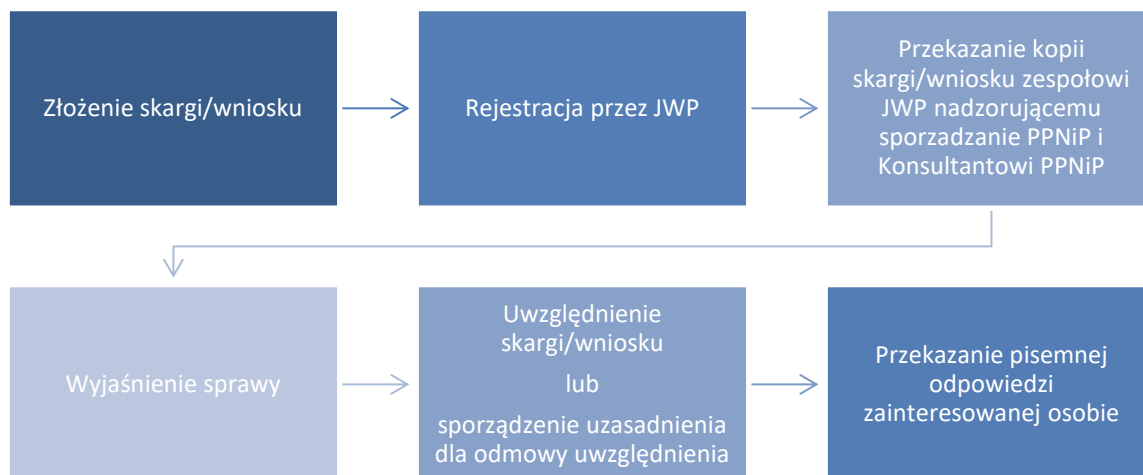 Złożenie skargi/wniosku
Rejestracja przez JWP
Przekazanie kopii
skargi/wniosku zespołowi
JWP nadzorującemu
sporzadzanie PPNiP i
Konsultantowi PPNiP
Wyjaśnienie sprawy
Uwzględnienie
skargi/wniosku
lub
sporządzenie uzasadnienia
dla odmowy uwzględnienia
Przekazanie pisemnej
odpowiedzi
zainteresowanej osobie